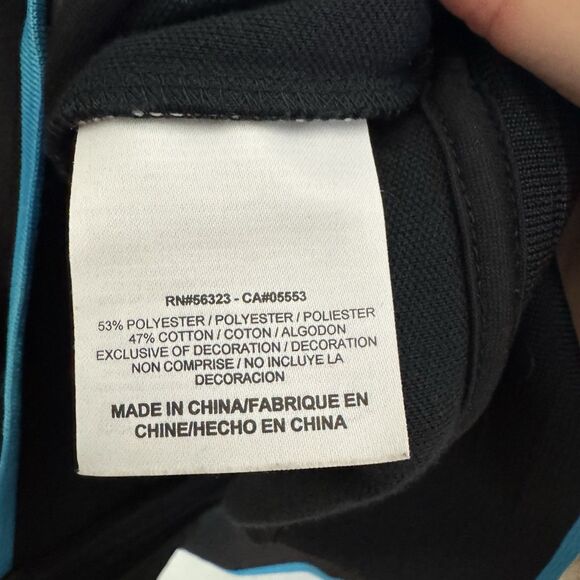 RN#56323 - CA#05553
53% POLYESTER / POLYESTER / POLIESTER
47% COTTON / COTON / ALGODON
EXCLUSIVE OF DECORATION / DECORATION
NON COMPRISE / NO INCLUYE LA
DECORACION
MADE IN CHINA/FABRIQUE EN
CHINE/HECHO EN CHINA